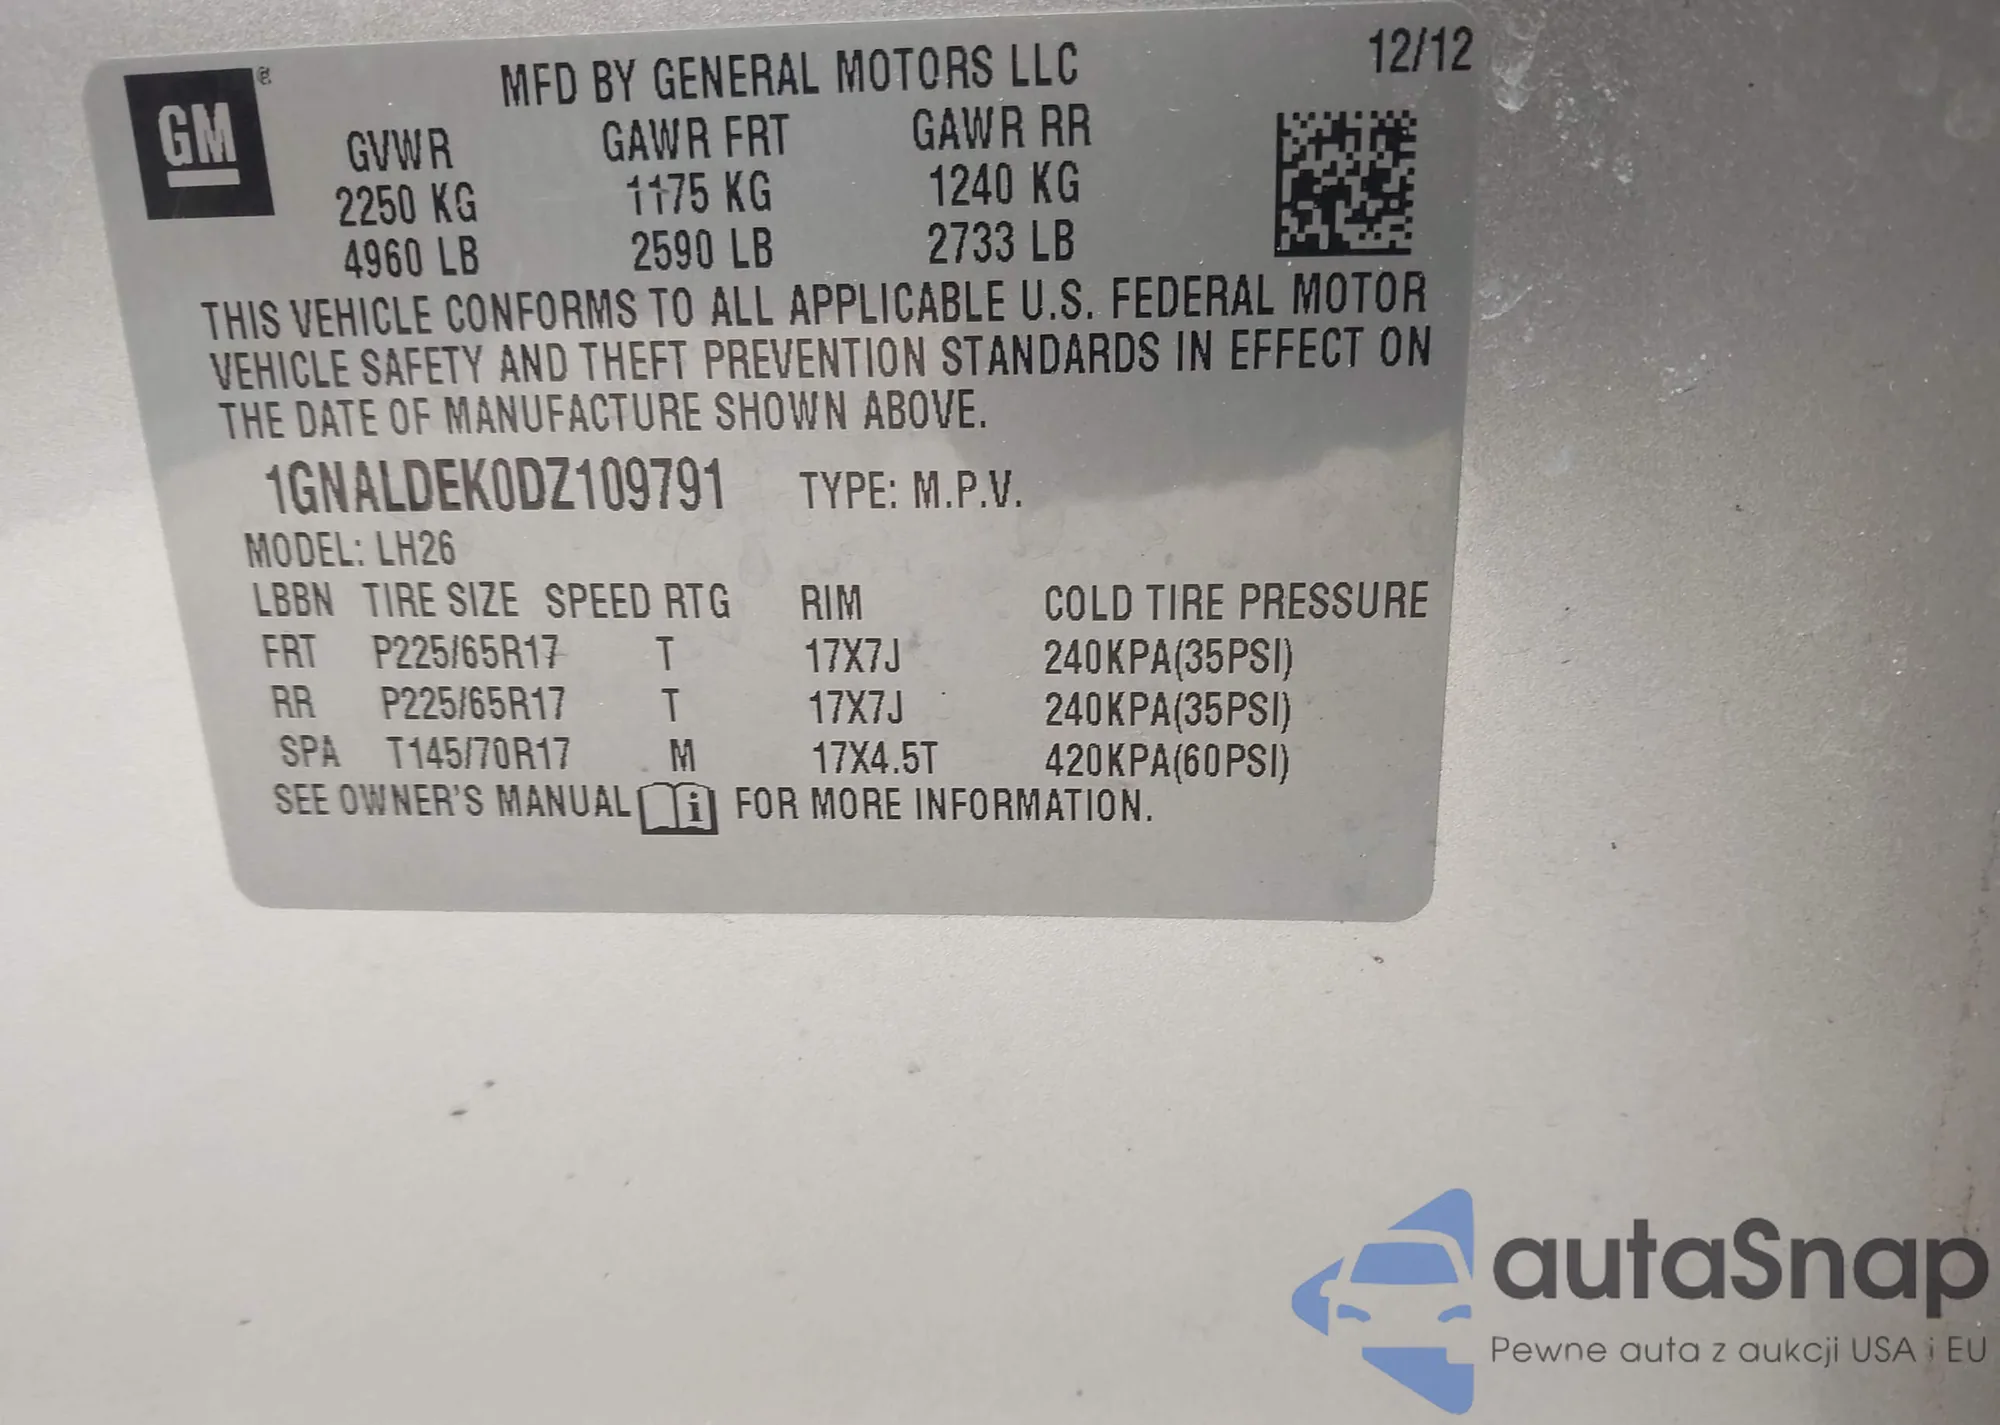 GM®
MFD BY GENERAL MOTORS LLC 12/12
GVWR GAWR FRT GAWR RR
2250 KG 1175 KG 1240 KG
4960 LB 2590 LB 2733 LB
THIS VEHICLE CONFORMS TO ALL APPLICABLE U.S. FEDERAL MOTOR
VEHICLE SAFETY AND THEFT PREVENTION STANDARDS IN EFFECT ON
THE DATE OF MANUFACTURE SHOWN ABOVE.
1GNALDEK0DZ109791 TYPE: M.P.V.
MODEL: LH26
LBBN TIRE SIZE SPEED RTG RIM COLD TIRE PRESSURE
FRT P225/65R17 T 17X7J 240KPA(35PSI)
RR P225/65R17 T 17X7J 240KPA(35PSI)
SPA T145/70R17 M 17X4.5T 420KPA(60PSI)
SEE OWNER'S MANUAL i FOR MORE INFORMATION.
autaSnap
Pewne auta z aukcji USA i EU